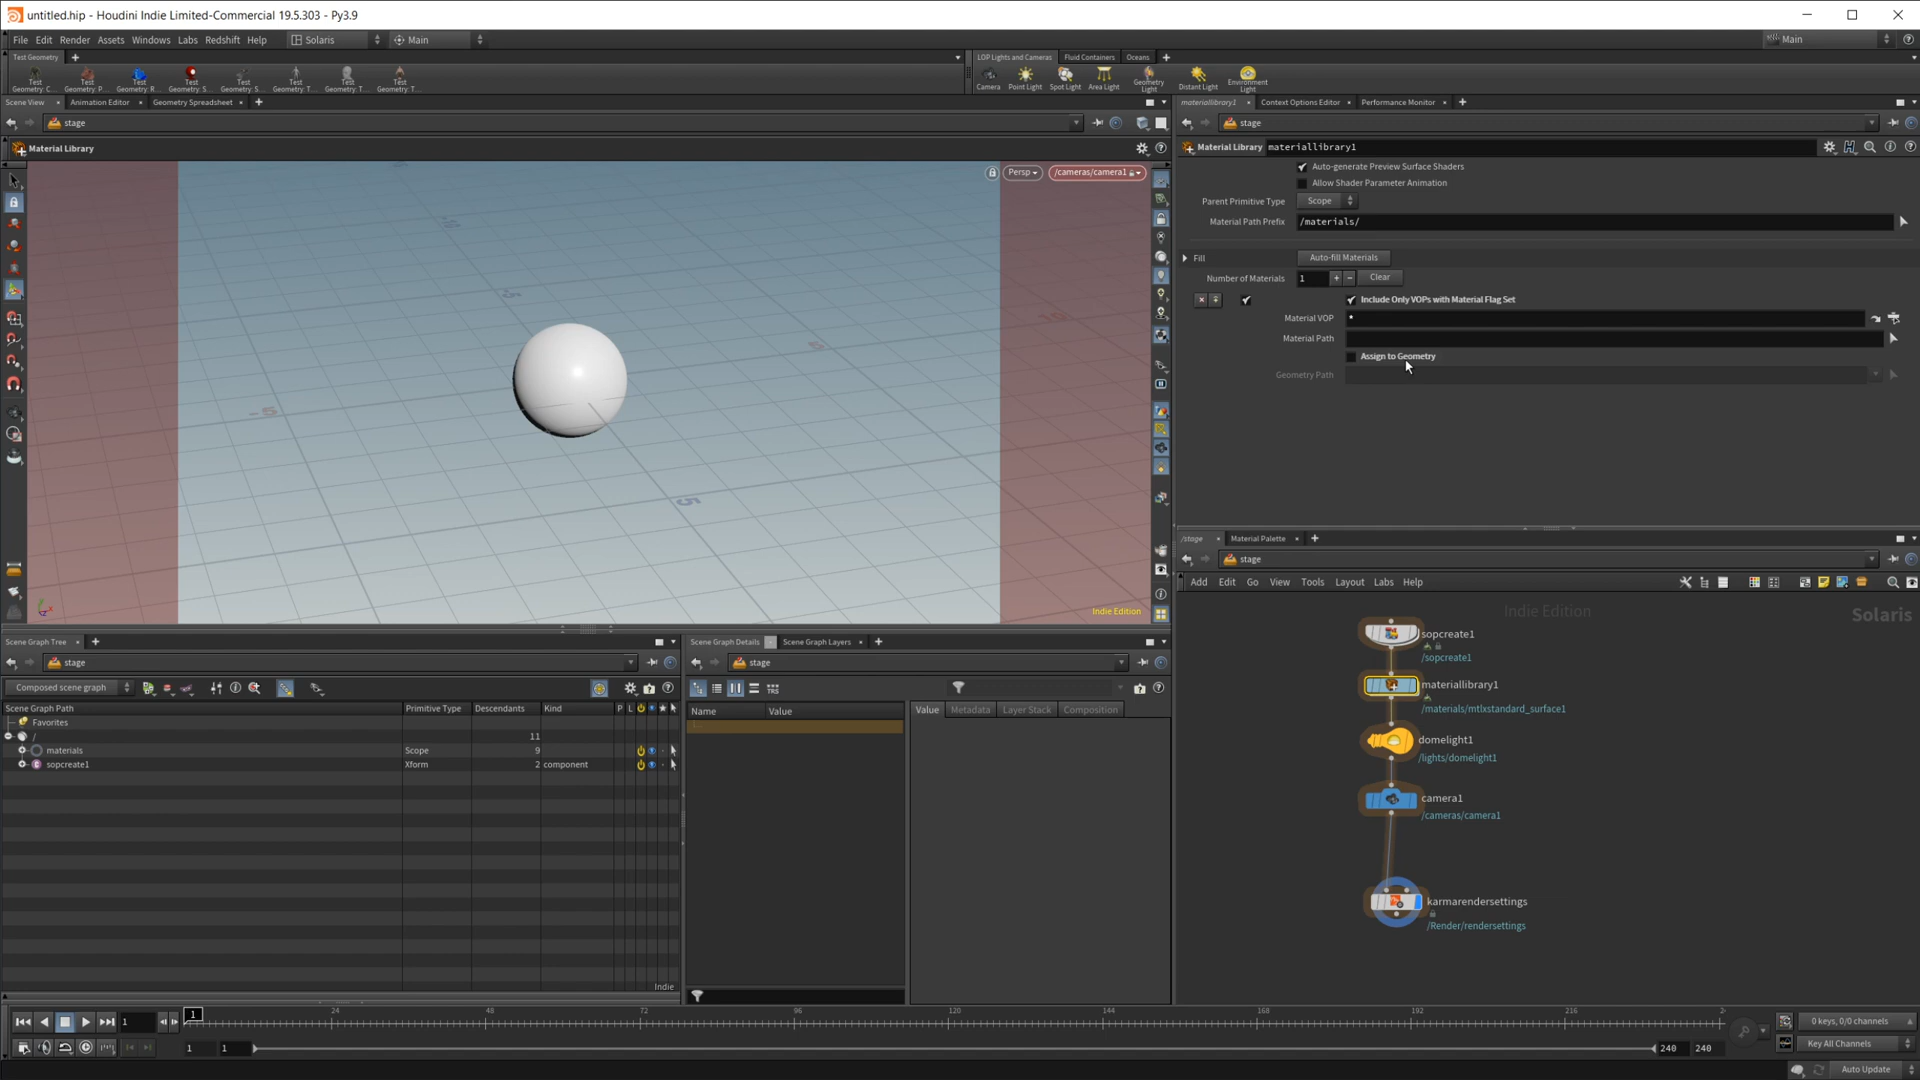 untitled.hip - Houdini Indie Limited-Commercial 19.5.303 - Py3.9
File Edit Render Assets Windows Labs Redshift Help Solaris Main Main
Test Geometry LOP Lights and Cameras Fluid Containers Oceans
Test Geometry: C... Test Geometry: P... Test Geometry: R... Test Geometry: S... Test Geometry: S... Test Geometry: T... Test Geometry: T... Test Geometry: T... Camera Point Light Spot Light Area Light Geometry Light Distant Light Environment Light
Scene View Animation Editor Geometry Spreadsheet materiallibrary1 Context Options Editor Performance Monitor
stage stage
Material Library Material Library materiallibrary1
Persp /cameras/camera1
Auto-generate Preview Surface Shaders
Allow Shader Parameter Animation
Parent Primitive Type Scope
Material Path Prefix /materials/
Fill Auto-fill Materials
Number of Materials 1 + − Clear
Include Only VOPs with Material Flag Set
Material VOP *
Material Path
Assign to Geometry
Geometry Path
-5
5
Indie Edition
/stage Material Palette
stage
Add Edit Go View Tools Layout Labs Help
Indie Edition Solaris
sopcreate1
/sopcreate1
materiallibrary1
/materials/mtlxstandard_surface1
domelight1
/lights/domelight1
camera1
/cameras/camera1
karmarendersettings
/Render/rendersettings
Scene Graph Tree Scene Graph Details Scene Graph Layers
stage stage
Composed scene graph TRS
Scene Graph Path Primitive Type Descendants Kind P L Name Value Value Metadata Layer Stack Composition
Favorites
/ 11
materials Scope 9
sopcreate1 Xform 2 component
Indie
1 1 24 48 72 96 120 144 168 192 216 2 0 keys, 0/0 channels
1 1 240 240 Key All Channels
Auto Update